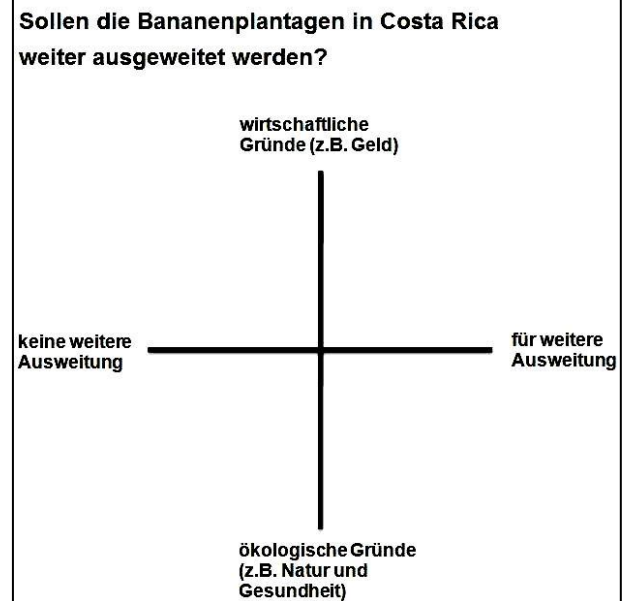 Sollen die Bananenplantagen in Costa Rica
weiter ausgeweitet werden?
wirtschaftliche
Gründe (z.B. Geld)
keine weitere
Ausweitung
für weitere
Ausweitung
ökologische Gründe
(z.B. Natur und
Gesundheit)